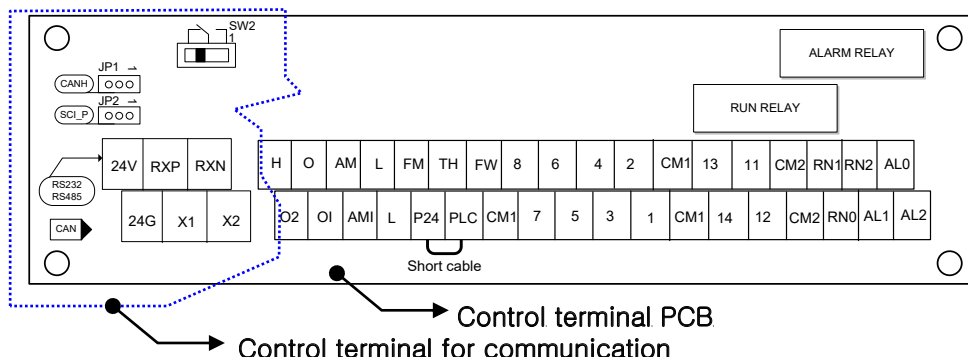 SW2
1
ALARM RELAY
JP1 1
CANH
RUN RELAY
JP2 1
SCI_P
24V RXP RXN H O AM L FM TH FW 8 6 4 2 CM1 13 11 CM2 RN1 RN2 AL0
RS232
RS485
24G X1 X2 O2 OI AMI L P24 PLC CM1 7 5 3 1 CM1 14 12 CM2 RN0 AL1 AL2
CAN
Short cable
Control terminal PCB
Control terminal for communication